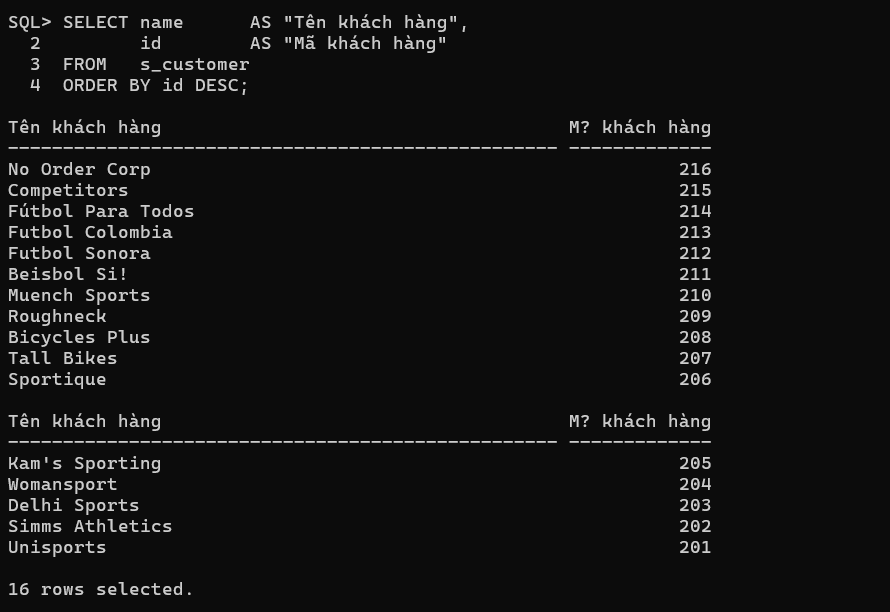 SQL> SELECT name      AS "Tên khách hàng",
  2         id        AS "Mã khách hàng"
  3  FROM   s_customer
  4  ORDER BY id DESC;
Tên khách hàng                                     M? khách hàng
-------------------------------------------------- -------------
No Order Corp                                                216
Competitors                                                  215
Fútbol Para Todos                                            214
Futbol Colombia                                              213
Futbol Sonora                                                212
Beisbol Si!                                                  211
Muench Sports                                                210
Roughneck                                                    209
Bicycles Plus                                                208
Tall Bikes                                                   207
Sportique                                                    206
Tên khách hàng                                     M? khách hàng
-------------------------------------------------- -------------
Kam's Sporting                                               205
Womansport                                                   204
Delhi Sports                                                 203
Simms Athletics                                              202
Unisports                                                    201
16 rows selected.